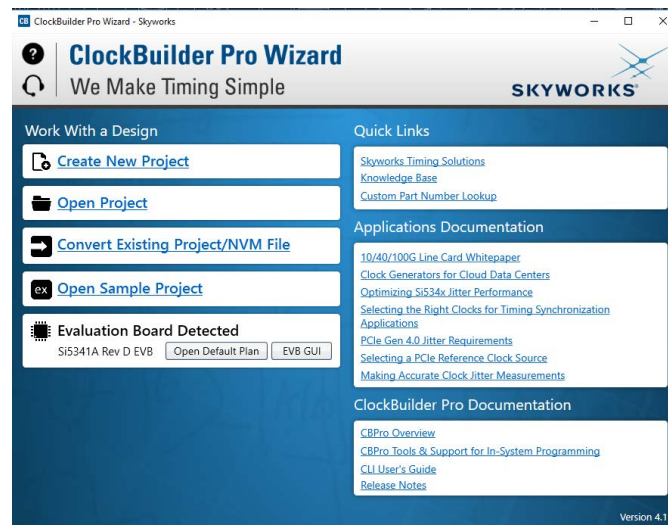 CB ClockBuilder Pro Wizard - Skyworks
ClockBuilder Pro Wizard
We Make Timing Simple
SKYWORKS
Work With a Design
Create New Project
Open Project
Convert Existing Project/NVM File
ex Open Sample Project
Evaluation Board Detected
Si5341A Rev D EVB Open Default Plan EVB GUI
Quick Links
Skyworks Timing Solutions
Knowledge Base
Custom Part Number Lookup
Applications Documentation
10/40/100G Line Card Whitepaper
Clock Generators for Cloud Data Centers
Optimizing Si534x Jitter Performance
Selecting the Right Clocks for Timing Synchronization
Applications
PCIe Gen 4.0 Jitter Requirements
Selecting a PCIe Reference Clock Source
Making Accurate Clock Jitter Measurements
ClockBuilder Pro Documentation
CBPro Overview
CBPro Tools & Support for In-System Programming
CLI User's Guide
Release Notes
Version 4.1